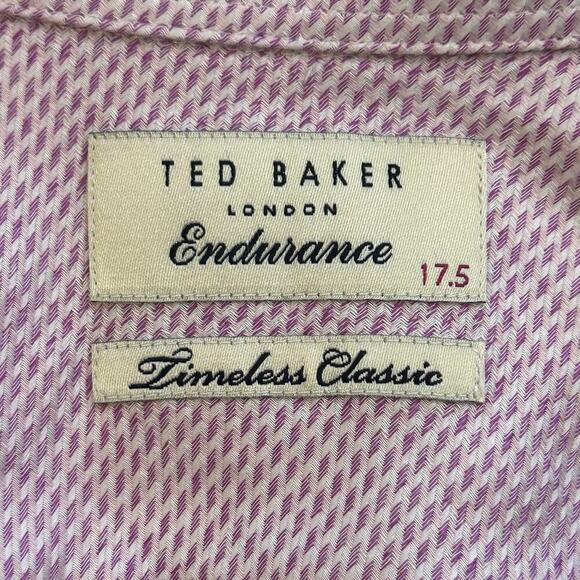 TED BAKER
LONDON
Endurance
17.5
Timeless Classic